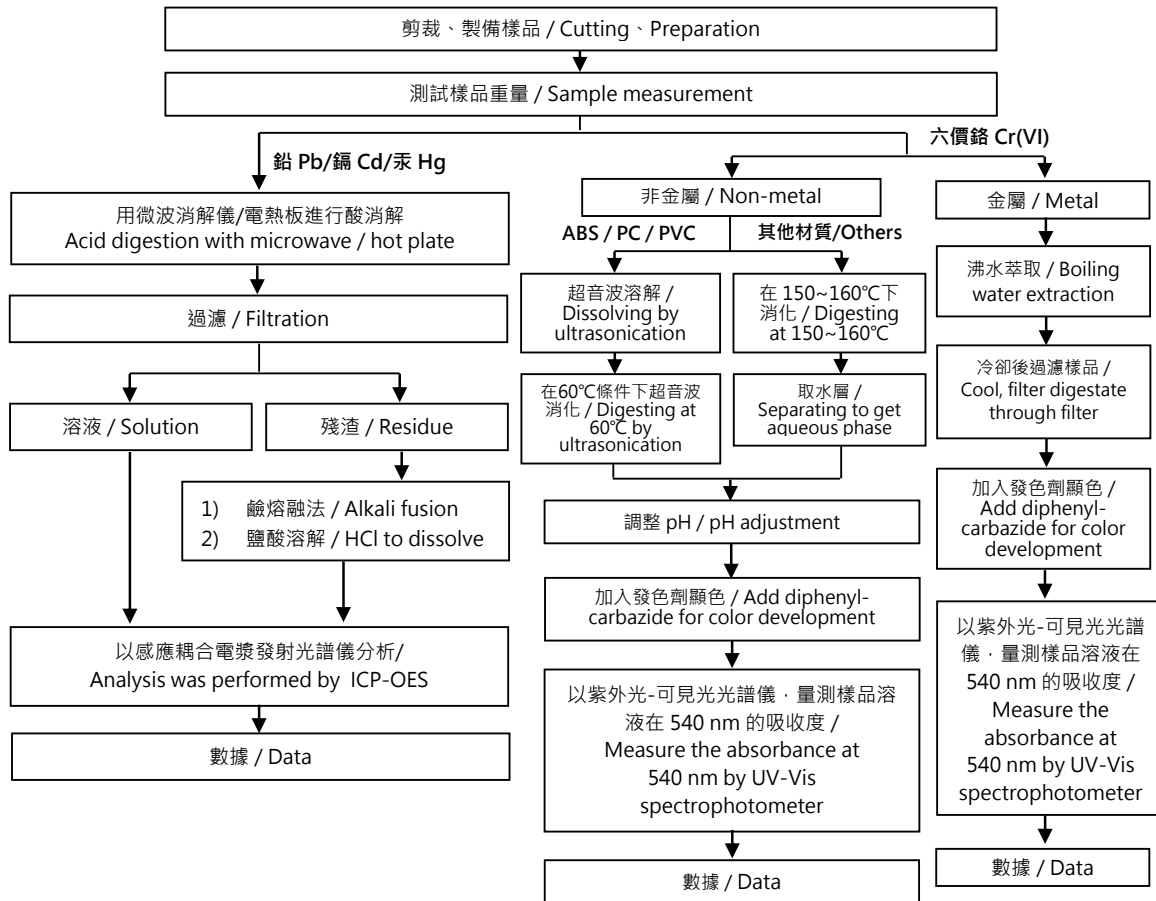 剪裁、製備樣品 / Cutting、Preparation
測試樣品重量 / Sample measurement
鉛 Pb/鎘 Cd/汞 Hg
用微波消解儀/電熱板進行酸消解
Acid digestion with microwave / hot plate
過濾 / Filtration
溶液 / Solution
殘渣 / Residue
1) 鹼熔融法 / Alkali fusion
2) 鹽酸溶解 / HCl to dissolve
以感應耦合電漿發射光譜儀分析/
Analysis was performed by ICP-OES
數據 / Data
六價鉻 Cr(VI)
非金屬 / Non-metal
ABS / PC / PVC
超音波溶解 /
Dissolving by
ultrasonication
在60℃條件下超音波
消化 / Digesting at
60℃ by
ultrasonication
其他材質/Others
在 150~160℃下
消化 / Digesting
at 150~160℃
取水層 /
Separating to get
aqueous phase
調整 pH / pH adjustment
加入發色劑顯色 / Add diphenyl-
carbazide for color development
以紫外光-可見光光譜儀，量測樣品溶
液在 540 nm 的吸收度 /
Measure the absorbance at
540 nm by UV-Vis
spectrophotometer
數據 / Data
金屬 / Metal
沸水萃取 / Boiling
water extraction
冷卻後過濾樣品 /
Cool, filter digestate
through filter
加入發色劑顯色 /
Add diphenyl-
carbazide for color
development
以紫外光-可見光光譜
儀，量測樣品溶液在
540 nm 的吸收度 /
Measure the
absorbance at
540 nm by UV-Vis
spectrophotometer
數據 / Data